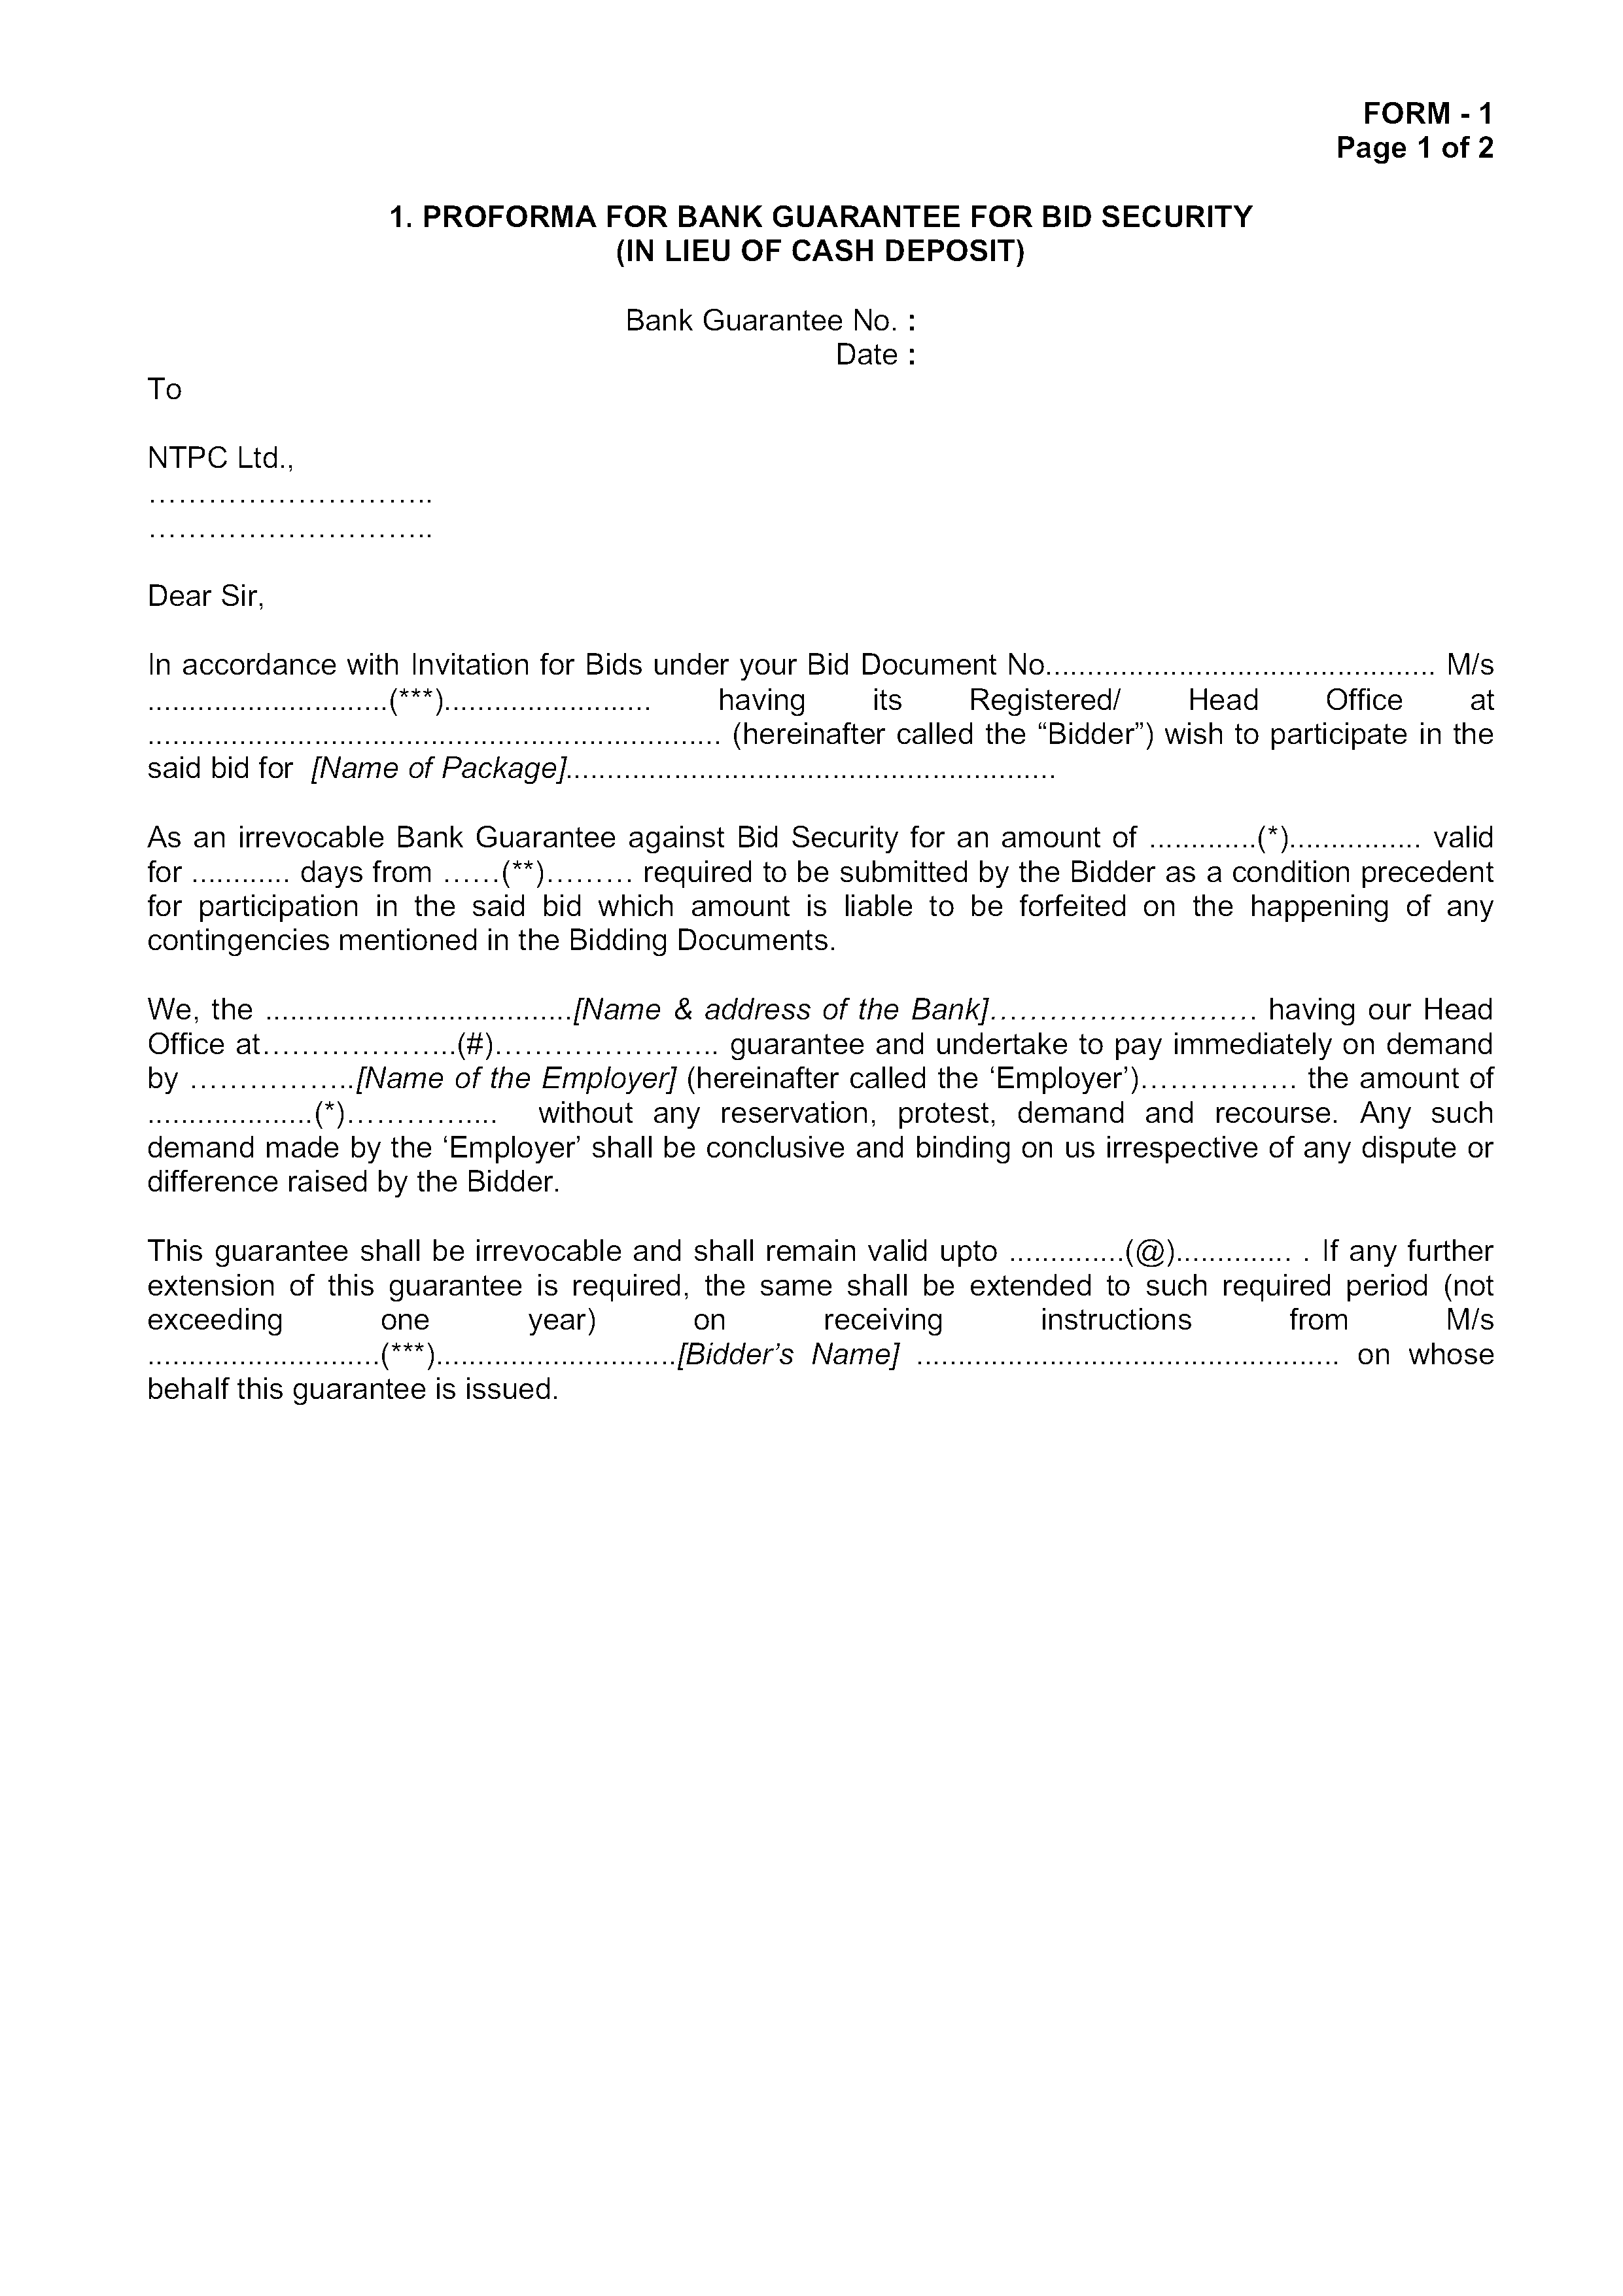 FORM - 1
Page 1 of 2
1. PROFORMA FOR BANK GUARANTEE FOR BID SECURITY
(IN LIEU OF CASH DEPOSIT)
Bank Guarantee No. :
Date :
To
NTPC Ltd.,
………………………..
………………………..
Dear Sir,
In accordance with Invitation for Bids under your Bid Document No............................................... M/s
.............................(***)......................... having its Registered/ Head Office at
..................................................................... (hereinafter called the “Bidder”) wish to participate in the
said bid for [Name of Package]...........................................................
As an irrevocable Bank Guarantee against Bid Security for an amount of .............(*)................ valid
for ............ days from ……(**)……… required to be submitted by the Bidder as a condition precedent
for participation in the said bid which amount is liable to be forfeited on the happening of any
contingencies mentioned in the Bidding Documents.
We, the .....................................[Name & address of the Bank]……………………… having our Head
Office at………………..(#)………………….. guarantee and undertake to pay immediately on demand
by ……………..[Name of the Employer] (hereinafter called the ‘Employer’)……………. the amount of
....................(*)……………. without any reservation, protest, demand and recourse. Any such
demand made by the ‘Employer’ shall be conclusive and binding on us irrespective of any dispute or
difference raised by the Bidder.
This guarantee shall be irrevocable and shall remain valid upto ..............(@).............. . If any further
extension of this guarantee is required, the same shall be extended to such required period (not
exceeding one year) on receiving instructions from M/s
............................(***).............................[Bidder’s Name] ................................................... on whose
behalf this guarantee is issued.